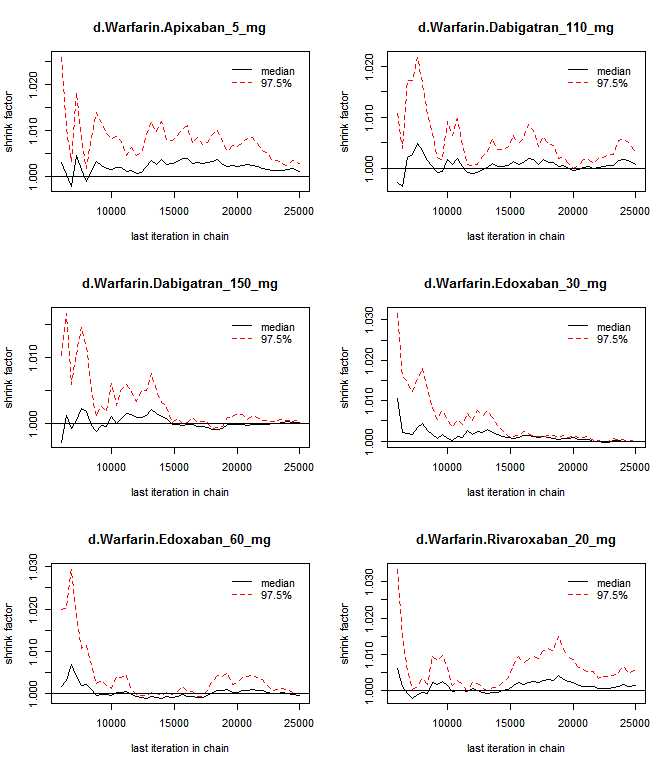 d.Warfarin.Apixaban_5_mg
shrink factor
1.000 1.010 1.020
median
97.5%
10000 15000 20000 25000
last iteration in chain
d.Warfarin.Dabigatran_110_mg
shrink factor
1.000 1.010 1.020
median
97.5%
10000 15000 20000 25000
last iteration in chain
d.Warfarin.Dabigatran_150_mg
shrink factor
1.000 1.010
median
97.5%
10000 15000 20000 25000
last iteration in chain
d.Warfarin.Edoxaban_30_mg
shrink factor
1.000 1.010 1.020 1.030
median
97.5%
10000 15000 20000 25000
last iteration in chain
d.Warfarin.Edoxaban_60_mg
shrink factor
1.000 1.010 1.020 1.030
median
97.5%
10000 15000 20000 25000
last iteration in chain
d.Warfarin.Rivaroxaban_20_mg
shrink factor
1.000 1.010 1.020 1.030
median
97.5%
10000 15000 20000 25000
last iteration in chain